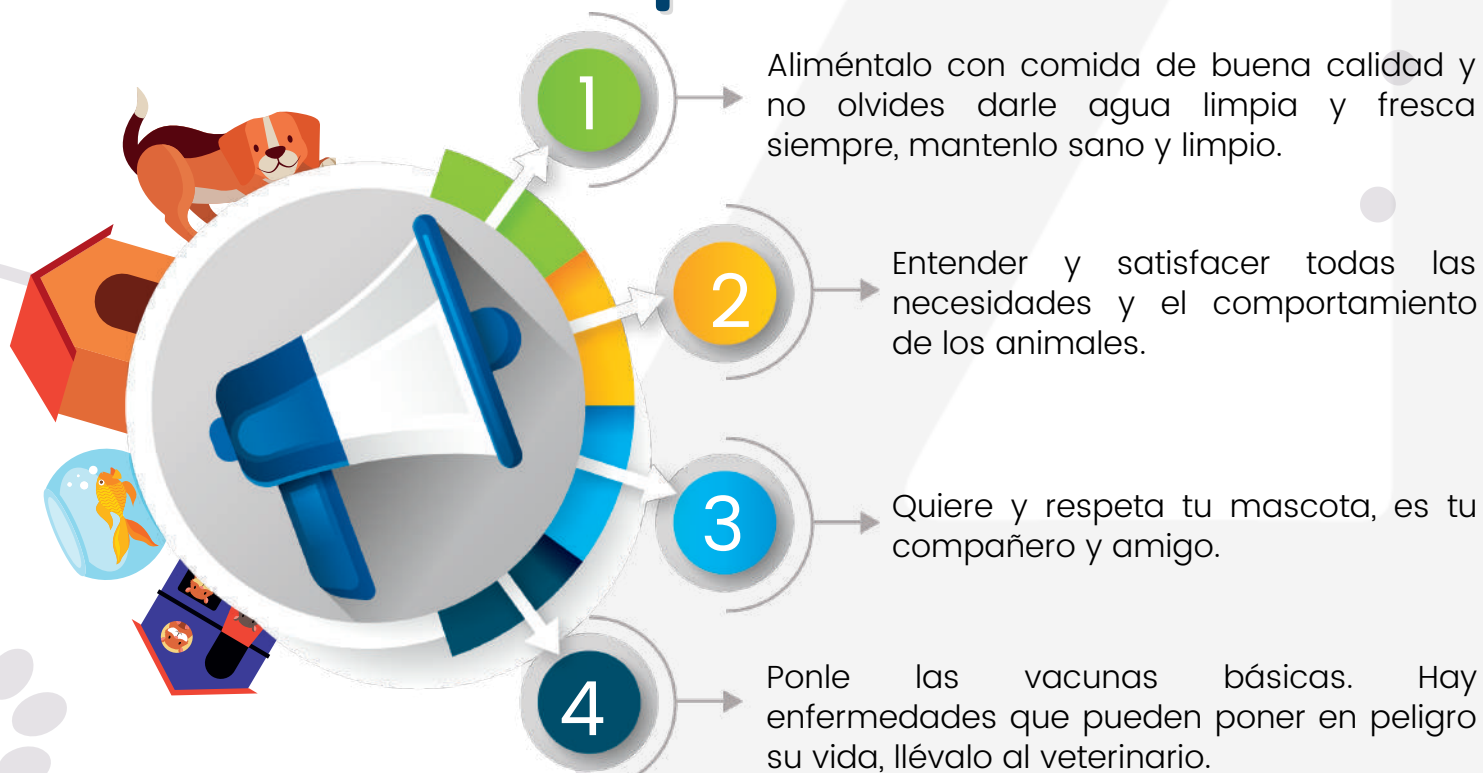 1
Aliméntalo con comida de buena calidad y
no olvides darle agua limpia y fresca
siempre, mantenlo sano y limpio.
2
Entender y satisfacer todas las
necesidades y el comportamiento
de los animales.
3
Quiere y respeta tu mascota, es tu
compañero y amigo.
4
Ponle las vacunas básicas. Hay
enfermedades que pueden poner en peligro
su vida, llévalo al veterinario.